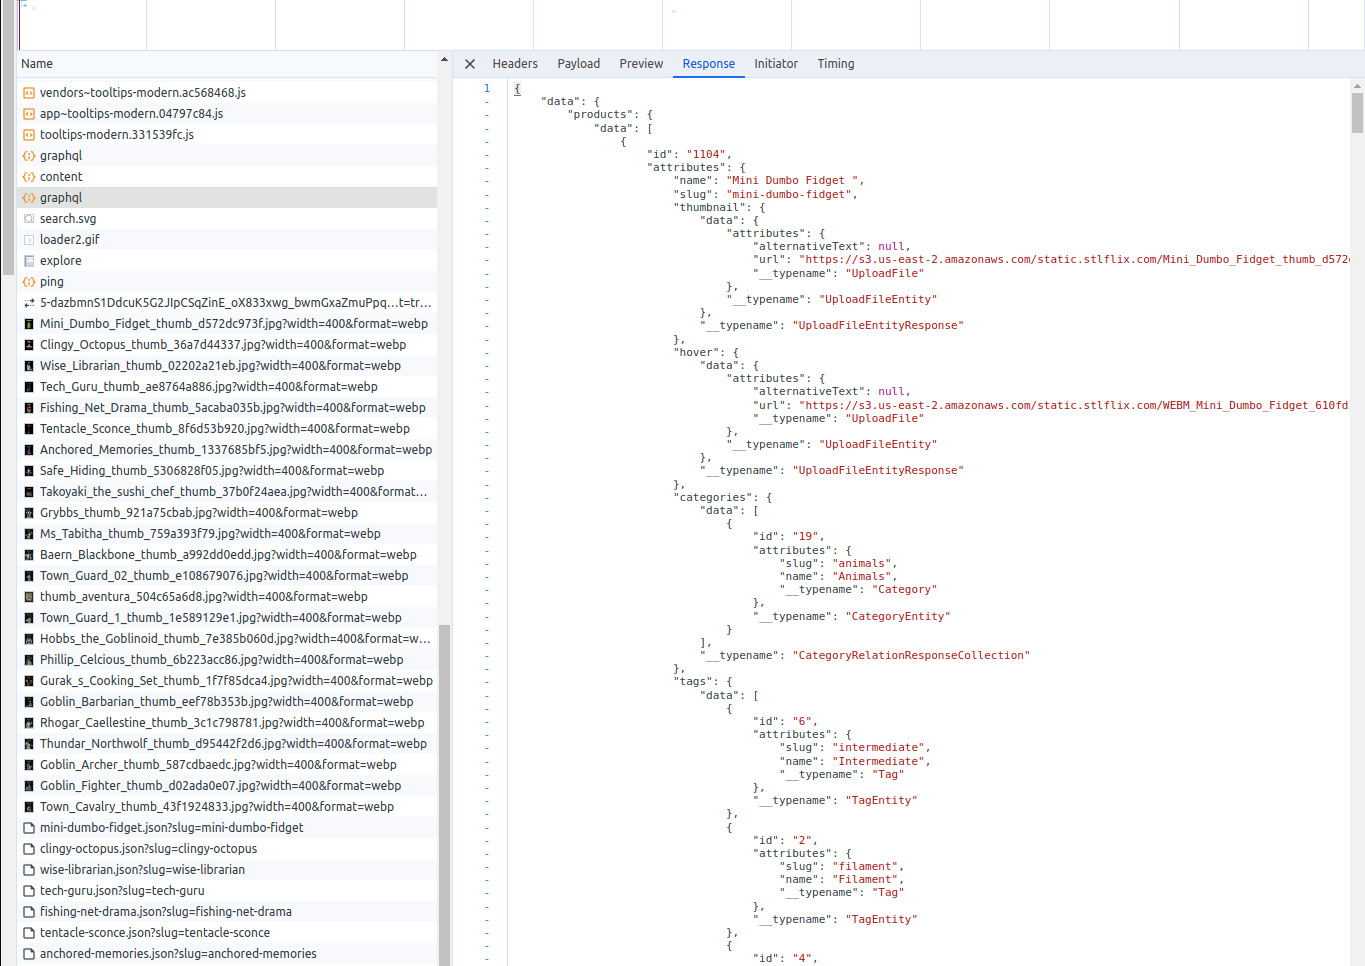 Name
vendors~tooltips-modern.ac568468.js
app~tooltips-modern.04797c84.js
tooltips-modern.331539fc.js
graphql
content
graphql
search.svg
loader2.gif
explore
ping
5-dazbmnS1DdcuK5G2JIpCSqZinE_oX833xwg_bwmGxaZmuPpq...t=tr...
Mini_Dumbo_Fidget_thumb_d572dc973f.jpg?width=400&format=webp
Clingy_Octopus_thumb_36a7d44337.jpg?width=400&format=webp
Wise_Librarian_thumb_02202a21eb.jpg?width=400&format=webp
Tech_Guru_thumb_ae8764a886.jpg?width=400&format=webp
Fishing_Net_Drama_thumb_5acaba035b.jpg?width=400&format=webp
Tentacle_Sconce_thumb_8f6d53b920.jpg?width=400&format=webp
Anchored_Memories_thumb_1337685bf5.jpg?width=400&format=webp
Safe_Hiding_thumb_5306828f05.jpg?width=400&format=webp
Takoyaki_the_sushi_chef_thumb_37b0f24aea.jpg?width=400&format...
Grybbs_thumb_921a75cbab.jpg?width=400&format=webp
Ms_Tabitha_thumb_759a393f79.jpg?width=400&format=webp
Baern_Blackbone_thumb_a992dd0edd.jpg?width=400&format=webp
Town_Guard_02_thumb_e108679076.jpg?width=400&format=webp
thumb_aventura_504c65a6d8.jpg?width=400&format=webp
Town_Guard_1_thumb_1e589129e1.jpg?width=400&format=webp
Hobbs_the_Goblinoid_thumb_7e385b060d.jpg?width=400&format=w...
Phillip_Celcious_thumb_6b223acc86.jpg?width=400&format=webp
Gurak_s_Cooking_Set_thumb_1f7f85dca4.jpg?width=400&format=webp
Goblin_Barbarian_thumb_eef78b353b.jpg?width=400&format=webp
Rhogar_Caellestine_thumb_3c1c798781.jpg?width=400&format=webp
Thundar_Northwolf_thumb_d95442f2d6.jpg?width=400&format=webp
Goblin_Archer_thumb_587cdbaedc.jpg?width=400&format=webp
Goblin_Fighter_thumb_d02ada0e07.jpg?width=400&format=webp
Town_Cavalry_thumb_43f1924833.jpg?width=400&format=webp
mini-dumbo-fidget.json?slug=mini-dumbo-fidget
clingy-octopus.json?slug=clingy-octopus
wise-librarian.json?slug=wise-librarian
tech-guru.json?slug=tech-guru
fishing-net-drama.json?slug=fishing-net-drama
tentacle-sconce.json?slug=tentacle-sconce
anchored-memories.json?slug=anchored-memories
Headers Payload Preview Response Initiator Timing
1 {
- "data": {
- "products": {
- "data": [
- {
- "id": "1104",
- "attributes": {
- "name": "Mini Dumbo Fidget ",
- "slug": "mini-dumbo-fidget",
- "thumbnail": {
- "data": {
- "attributes": {
- "alternativeText": null,
- "url": "https://s3.us-east-2.amazonaws.com/static.stlflix.com/Mini_Dumbo_Fidget_thumb_d572
- "__typename": "UploadFile"
- },
- "__typename": "UploadFileEntity"
- },
- "__typename": "UploadFileEntityResponse"
- },
- "hover": {
- "data": {
- "attributes": {
- "alternativeText": null,
- "url": "https://s3.us-east-2.amazonaws.com/static.stlflix.com/WEBM_Mini_Dumbo_Fidget_610fd
- "__typename": "UploadFile"
- },
- "__typename": "UploadFileEntity"
- },
- "__typename": "UploadFileEntityResponse"
- },
- "categories": {
- "data": [
- {
- "id": "19",
- "attributes": {
- "slug": "animals",
- "name": "Animals",
- "__typename": "Category"
- },
- "__typename": "CategoryEntity"
- }
- ],
- "__typename": "CategoryRelationResponseCollection"
- },
- "tags": {
- "data": [
- {
- "id": "6",
- "attributes": {
- "slug": "intermediate",
- "name": "Intermediate",
- "__typename": "Tag"
- },
- "__typename": "TagEntity"
- },
- {
- "id": "2",
- "attributes": {
- "slug": "filament",
- "name": "Filament",
- "__typename": "Tag"
- },
- "__typename": "TagEntity"
- },
- {
- "id": "4",